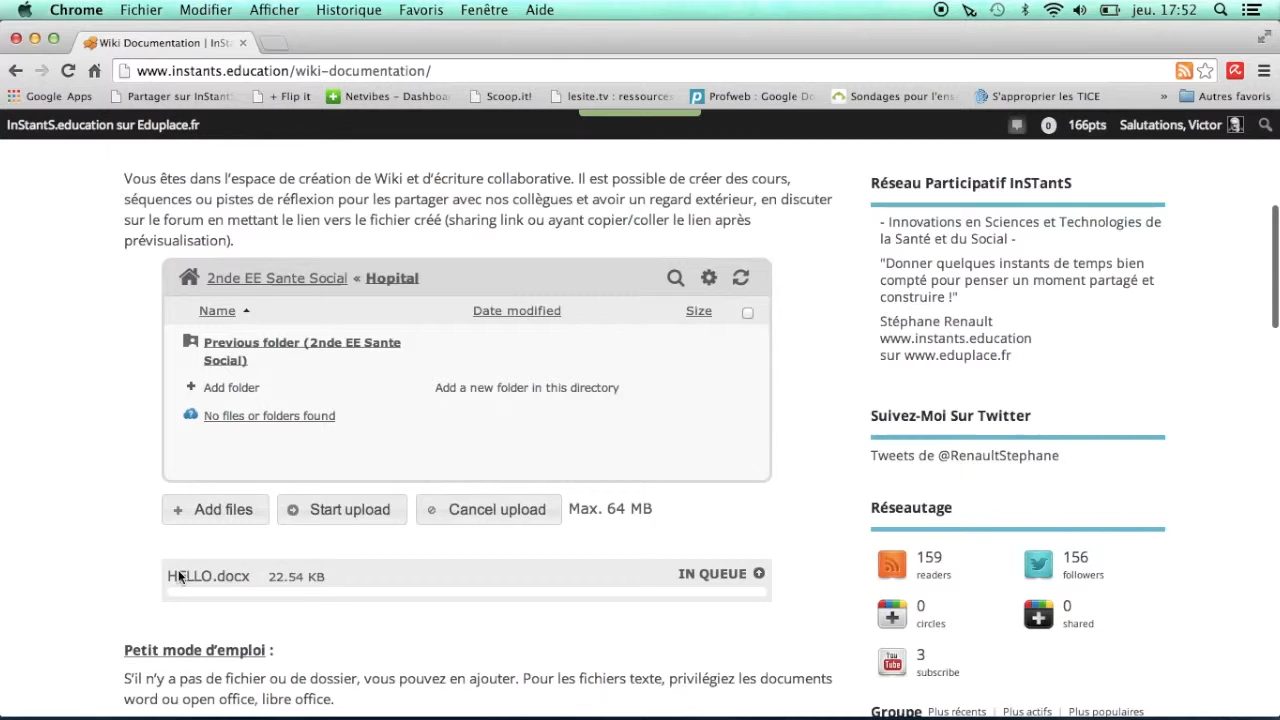 Chrome Fichier Modifier Afficher Historique Favoris Fenêtre Aide jeu. 17:52
Wiki Documentation | InSt
www.instants.education/wiki-documentation/
Google Apps Partager sur InStant + Flip it Netvibes – Dashboa Scoop.it! lesite.tv : ressources Profweb : Google Do Sondages pour l'ens S'approprier les TICE » Autres favoris
InStantS.education sur Eduplace.fr 0 166pts Salutations, Victor
Vous êtes dans l'espace de création de Wiki et d'écriture collaborative. Il est possible de créer des cours,
séquences ou pistes de réflexion pour les partager avec nos collègues et avoir un regard extérieur, en discuter
sur le forum en mettant le lien vers le fichier créé (sharing link ou ayant copier/coller le lien après
prévisualisation).
2nde EE Sante Social « Hopital
Name Date modified Size
Previous folder (2nde EE Sante
Social)
Add folder Add a new folder in this directory
No files or folders found
Add files Start upload Cancel upload Max. 64 MB
HELLO.docx 22.54 KB IN QUEUE
Petit mode d'emploi :
S'il n'y a pas de fichier ou de dossier, vous pouvez en ajouter. Pour les fichiers texte, privilégiez les documents
word ou open office, libre office.
Réseau Participatif InSTantS
- Innovations en Sciences et Technologies de
la Santé et du Social -
"Donner quelques instants de temps bien
compté pour penser un moment partagé et
construire !"
Stéphane Renault
www.instants.education
sur www.eduplace.fr
Suivez-Moi Sur Twitter
Tweets de @RenaultStephane
Réseautage
159 156
readers followers
0 0
circles shared
You Tube 3
subscribe
Groupe Plus récents | Plus actifs | Plus populaires